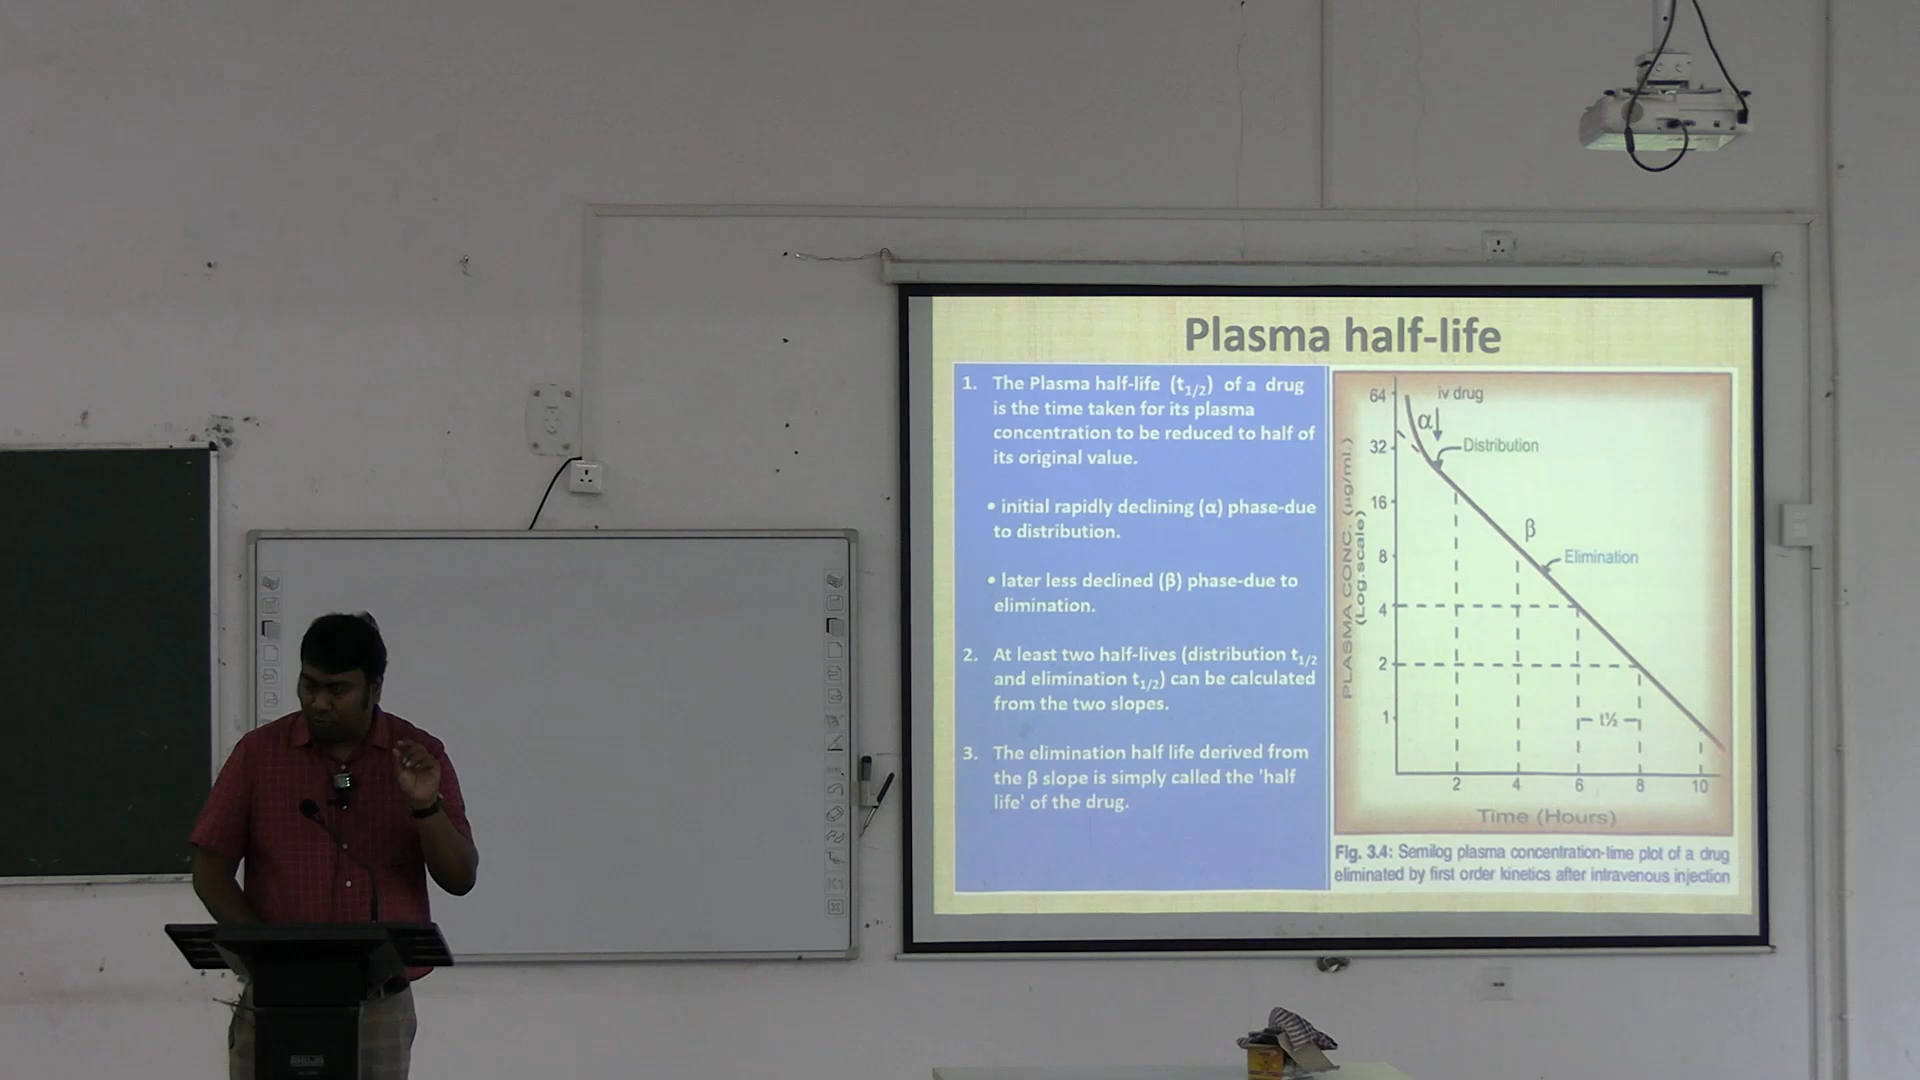 Plasma half-life
1. The Plasma half-life (t1/2) of a drug
is the time taken for its plasma
concentration to be reduced to half of
its original value.
• initial rapidly declining (α) phase-due
to distribution.
• later less declined (β) phase-due to
elimination.
2. At least two half-lives (distribution t1/2
and elimination t1/2) can be calculated
from the two slopes.
3. The elimination half life derived from
the β slope is simply called the 'half
life' of the drug.
64
32
16
8
4
2
1
PLASMA CONC. (µg/ml.)
(Log.scale)
iv drug
α
Distribution
β
Elimination
t½
2 4 6 8 10
Time (Hours)
Fig. 3.4: Semilog plasma concentration-time plot of a drug
eliminated by first order kinetics after intravenous injection